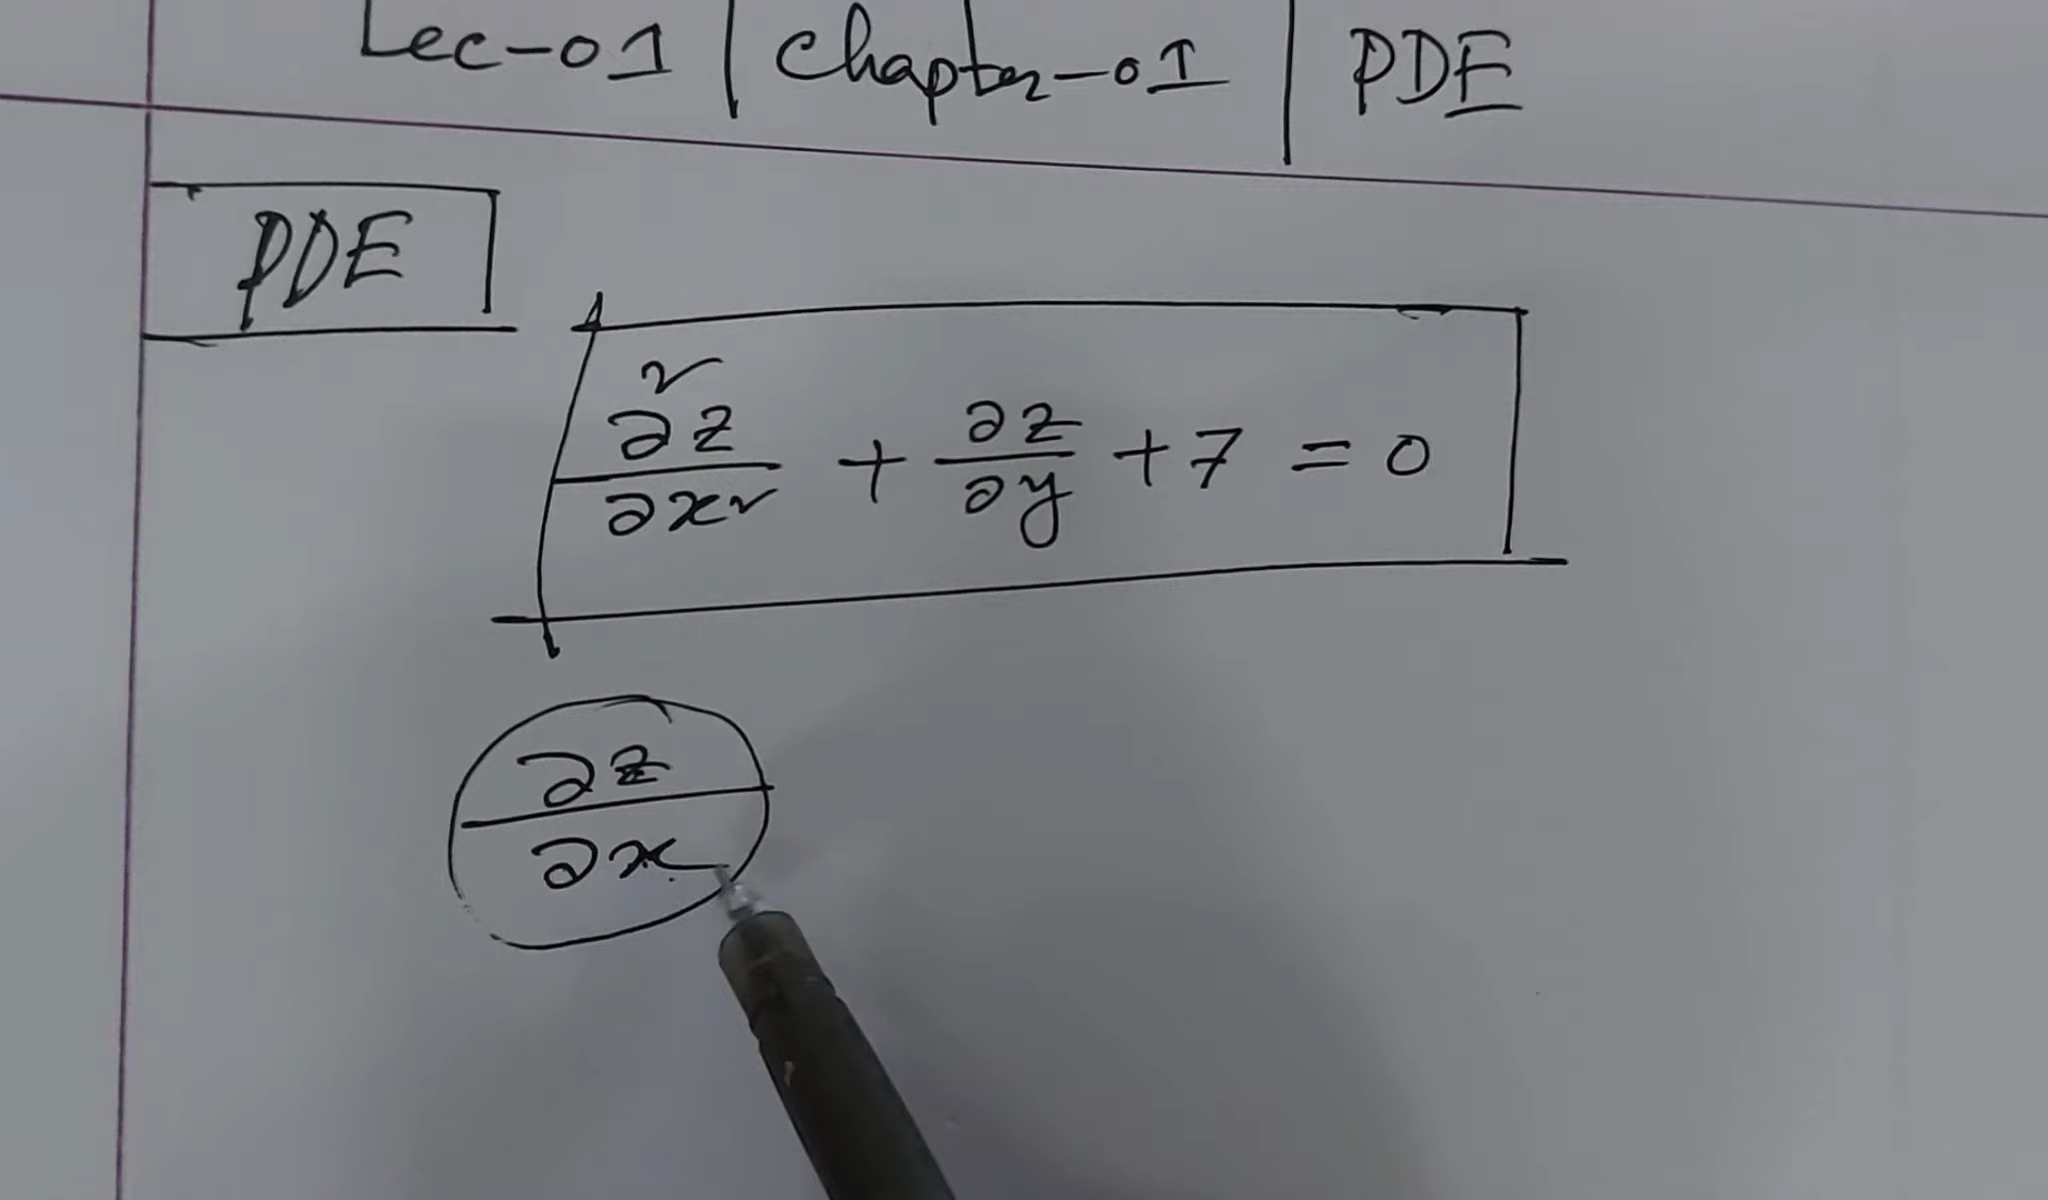 Lec-01 | Chapter-01 | PDE
PDE
∂²z/∂x² + ∂z/∂y + 7 = 0
∂z/∂x